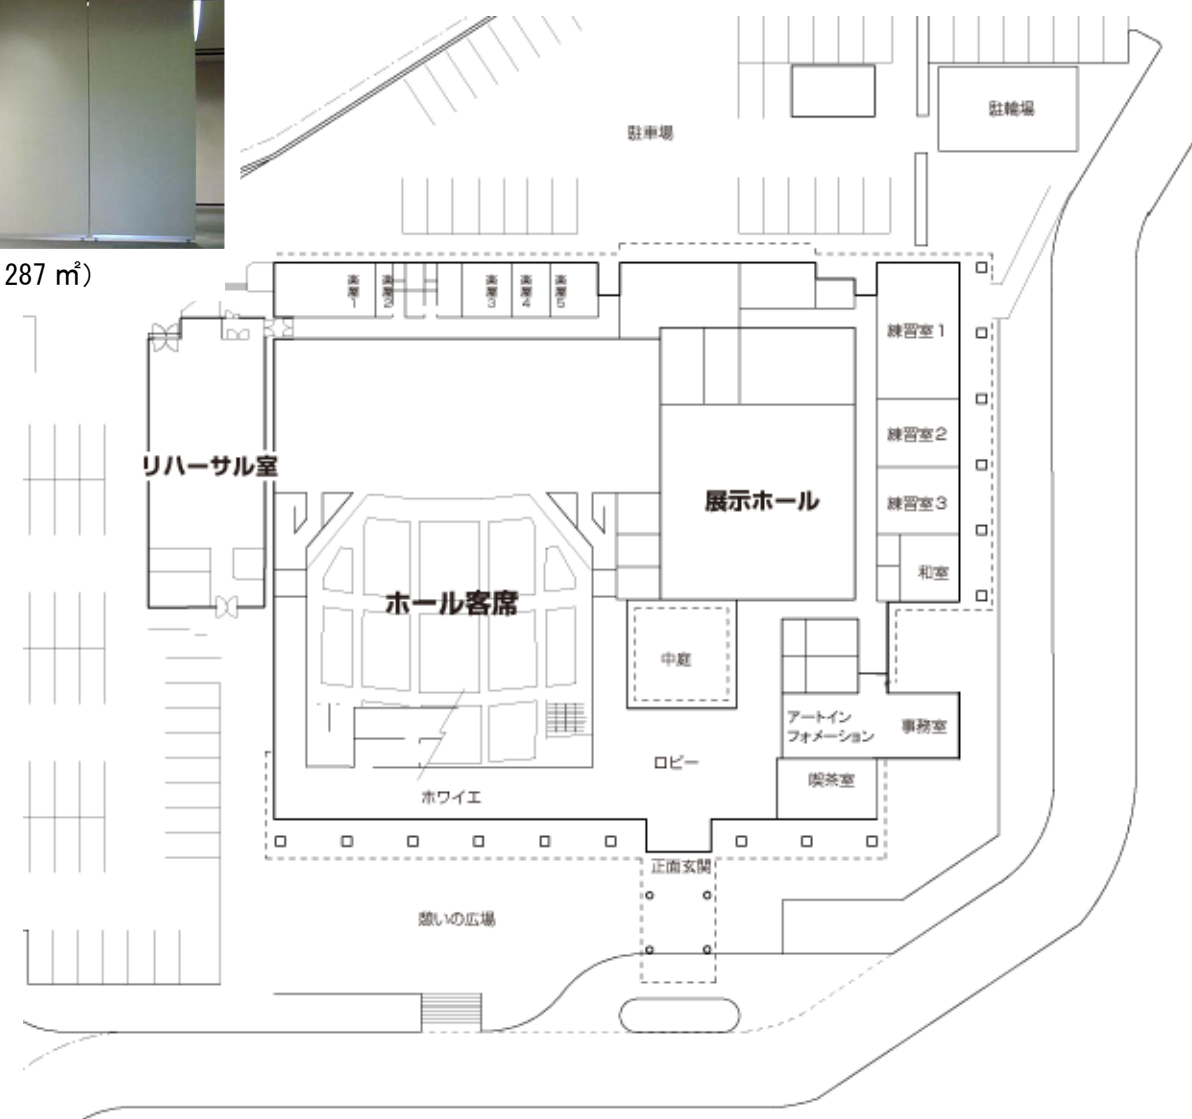 駐輪場
駐車場
287 ㎡)
楽屋1
楽屋2
楽屋3
楽屋4
楽屋5
練習室1
練習室2
リハーサル室
展示ホール
練習室3
和室
ホール客席
中庭
アートイン
フォメーション
事務室
ロビー
喫茶室
ホワイエ
正面玄関
憩いの広場